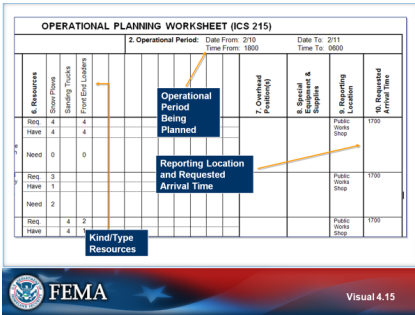 OPERATIONAL PLANNING WORKSHEET (ICS 215)
2. Operational Period: Date From: 2/10 Date To: 2/11
Time From: 1800 Time To: 0600
6. Resources
Snow Plows
Sanding Trucks
Front End Leaders
7. Overhead Position(s)
8. Special Equipment & Supplies
9. Reporting Location
10. Requested Arrival Time
Operational
Period
Being
Planned
Req. 4 4 Public Works Shop 1700
Have 4 4
Need 0 0
Reporting Location
and Requested
Arrival Time
Req. 3 Public Works Shop 1700
Have 1
Need 2
Req. 4 2 Public Works Shop 1700
Have 4
Kind/Type
Resources
FEMA
Visual 4.15